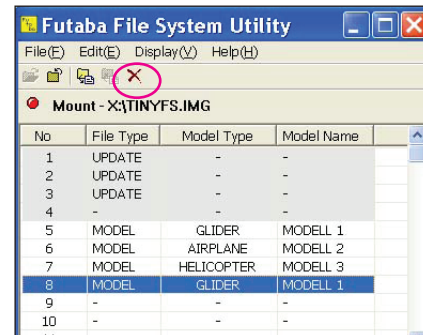 Futaba File System Utility
File(F) Edit(E) Display(V) Help(H)
Mount - X:\TINYFS.IMG
No File Type Model Type Model Name
1 UPDATE - -
2 UPDATE - -
3 UPDATE - -
4 - - -
5 MODEL GLIDER MODELL 1
6 MODEL AIRPLANE MODELL 2
7 MODEL HELICOPTER MODELL 3
8 MODEL GLIDER MODELL 1
9 - - -
10 - - -